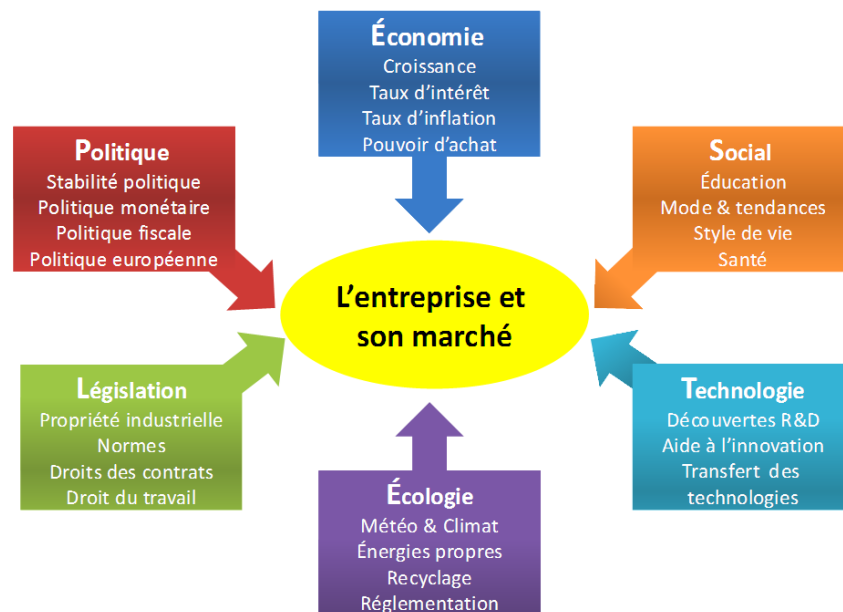 Économie
Croissance
Taux d'intérêt
Taux d'inflation
Pouvoir d'achat
Politique
Stabilité politique
Politique monétaire
Politique fiscale
Politique européenne
Social
Éducation
Mode & tendances
Style de vie
Santé
L'entreprise et
son marché
Législation
Propriété industrielle
Normes
Droits des contrats
Droit du travail
Technologie
Découvertes R&D
Aide à l'innovation
Transfert des
technologies
Écologie
Météo & Climat
Énergies propres
Recyclage
Réglementation